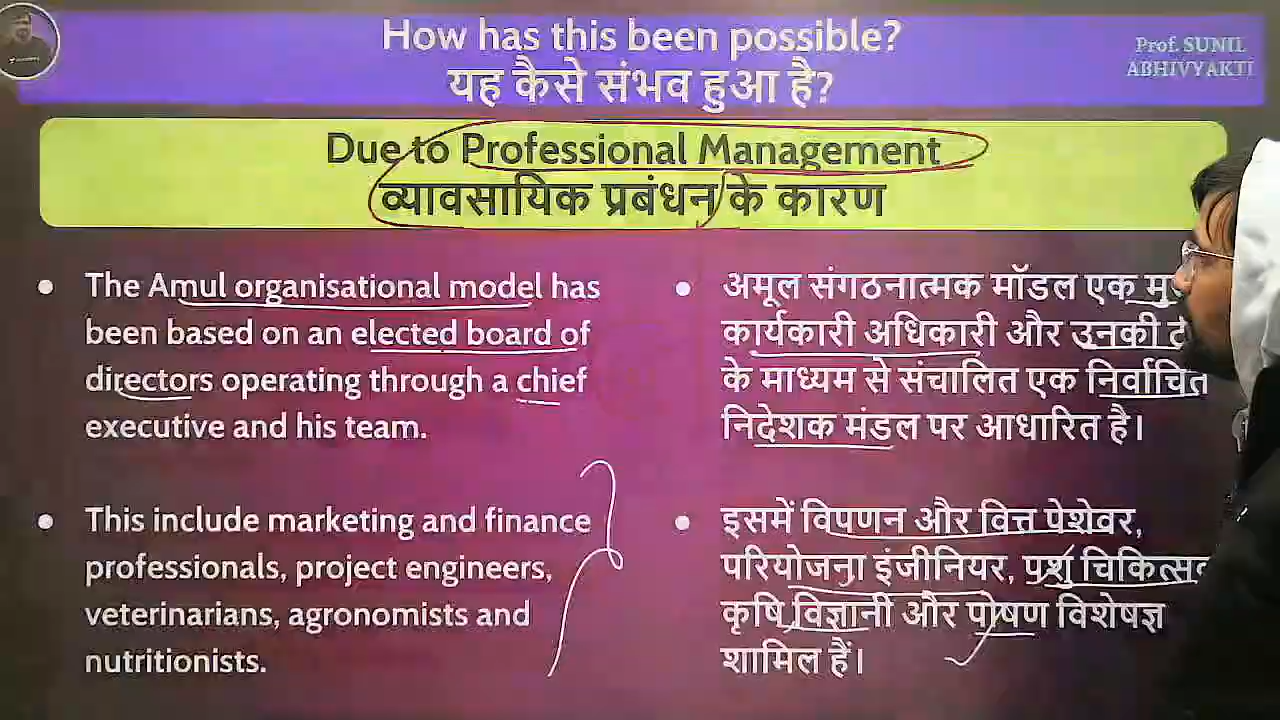 How has this been possible?
यह कैसे संभव हुआ है?
Prof. SUNIL
ABHIVYAKTI
Due to Professional Management
व्यावसायिक प्रबंधन के कारण
The Amul organisational model has
been based on an elected board of
directors operating through a chief
executive and his team.
This include marketing and finance
professionals, project engineers,
veterinarians, agronomists and
nutritionists.
अमूल संगठनात्मक मॉडल एक
कार्यकारी अधिकारी और उनकी
के माध्यम से संचालित एक निर्वाचित
निदेशक मंडल पर आधारित है।
इसमें विपणन और वित्त पेशेवर,
परियोजना इंजीनियर, पशु
कृषि विज्ञानी और पोषण विशेषज्ञ
शामिल हैं।